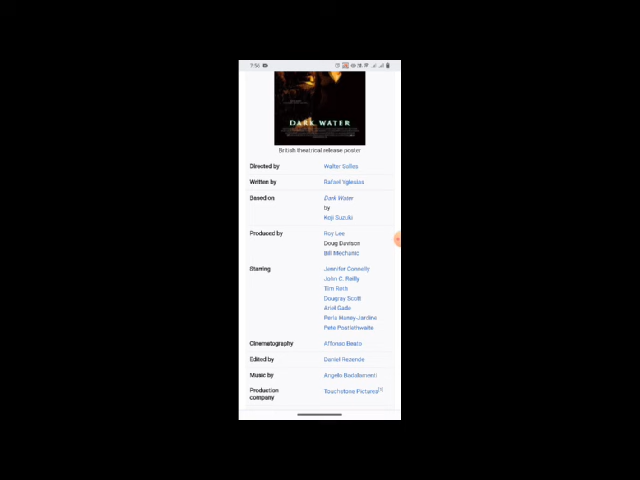 7:56
DARK WATER
British theatrical release poster
Directed by Walter Salles
Written by Rafael Yglesias
Based on Dark Water
by
Koji Suzuki
Produced by Roy Lee
Doug Davison
Bill Mechanic
Starring Jennifer Connelly
John C. Reilly
Tim Roth
Dougray Scott
Ariel Gade
Perla Haney-Jardine
Pete Postlethwaite
Cinematography Affonso Beato
Edited by Daniel Rezende
Music by Angelo Badalamenti
Production Touchstone Pictures[1]
company